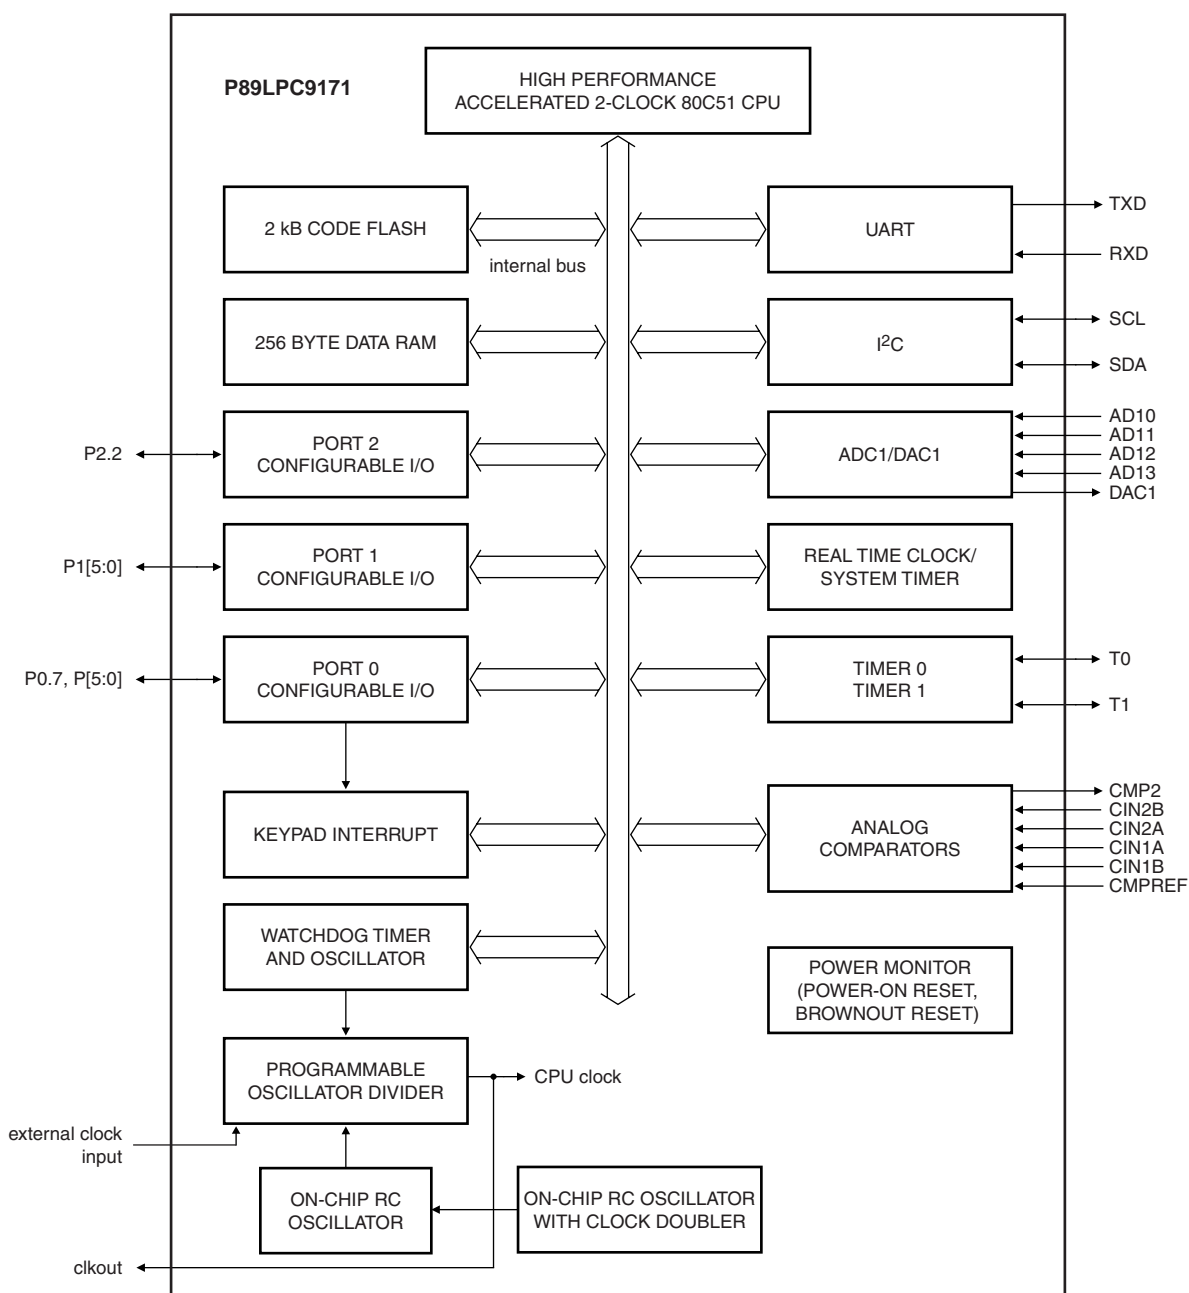 P89LPC9171
HIGH PERFORMANCE
ACCELERATED 2-CLOCK 80C51 CPU
2 kB CODE FLASH
internal bus
UART
TXD
RXD
256 BYTE DATA RAM
I²C
SCL
SDA
P2.2
PORT 2
CONFIGURABLE I/O
ADC1/DAC1
AD10
AD11
AD12
AD13
DAC1
P1[5:0]
PORT 1
CONFIGURABLE I/O
REAL TIME CLOCK/
SYSTEM TIMER
P0.7, P[5:0]
PORT 0
CONFIGURABLE I/O
TIMER 0
TIMER 1
T0
T1
KEYPAD INTERRUPT
ANALOG
COMPARATORS
CMP2
CIN2B
CIN2A
CIN1A
CIN1B
CMPREF
WATCHDOG TIMER
AND OSCILLATOR
POWER MONITOR
(POWER-ON RESET,
BROWNOUT RESET)
PROGRAMMABLE
OSCILLATOR DIVIDER
CPU clock
external clock
input
ON-CHIP RC
OSCILLATOR
ON-CHIP RC OSCILLATOR
WITH CLOCK DOUBLER
clkout